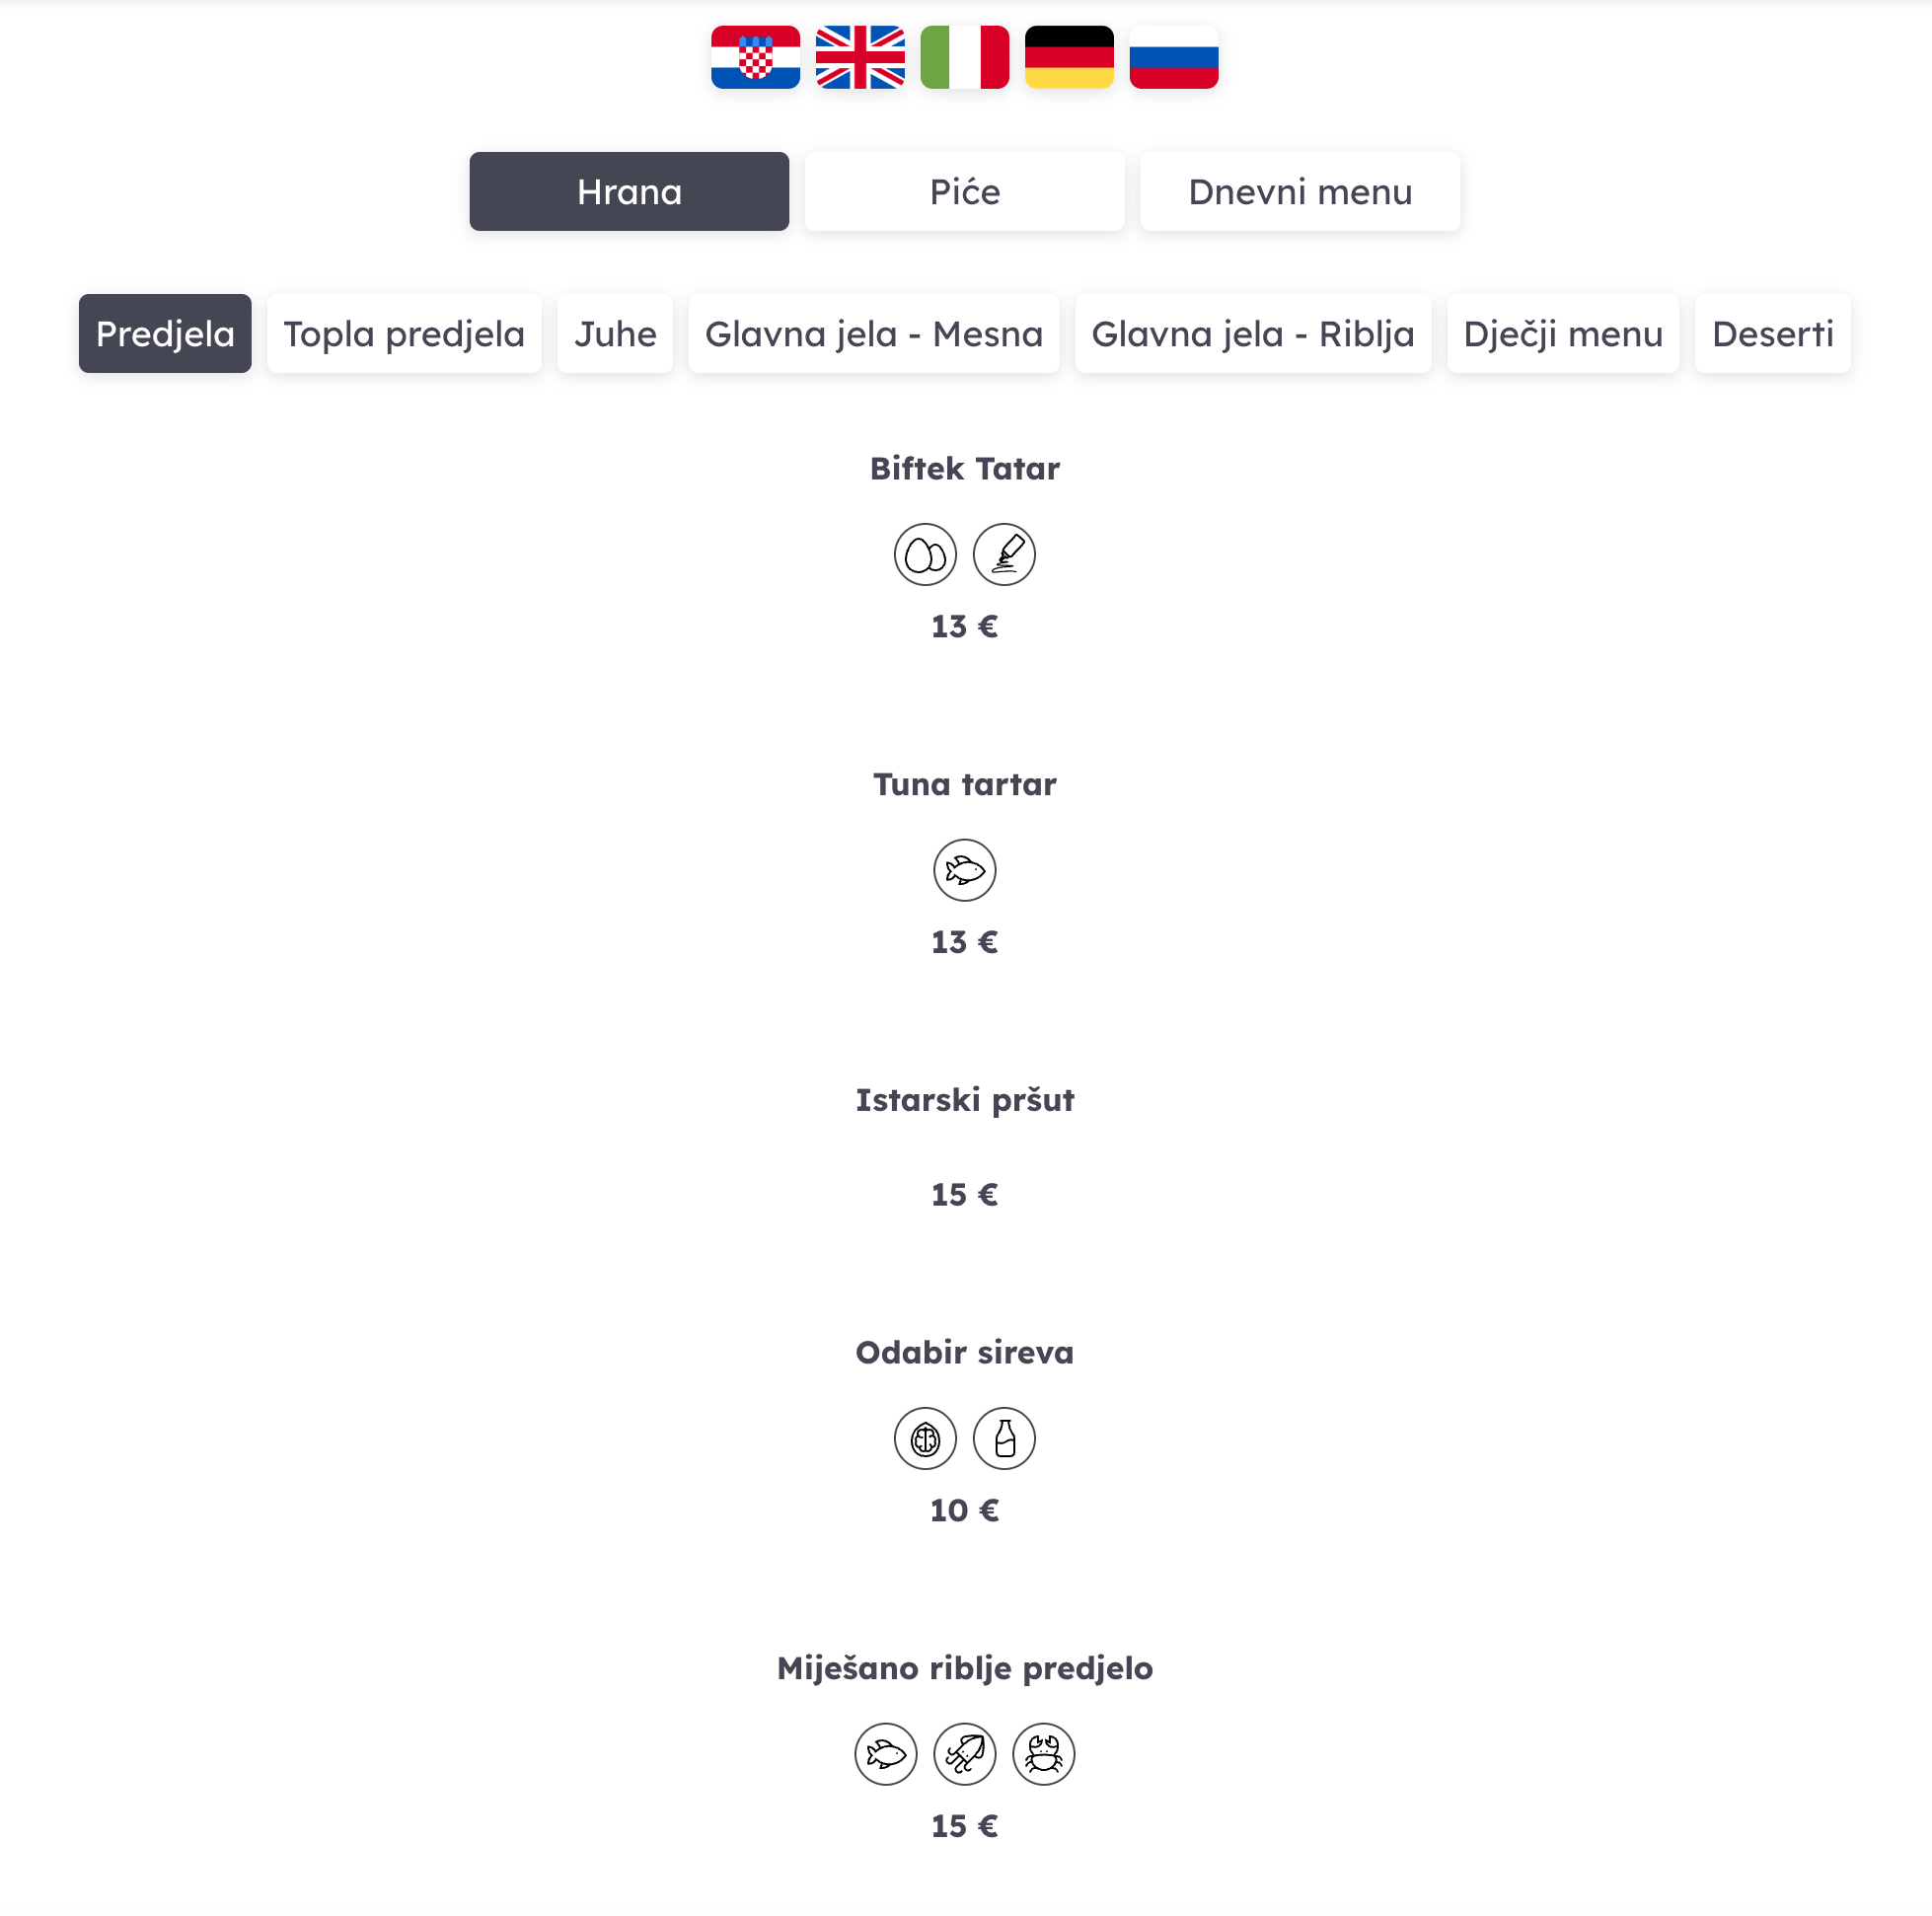 Hrana
Piće
Dnevni menu
Predjela
Topla predjela
Juhe
Glavna jela - Mesna
Glavna jela - Riblja
Dječji menu
Deserti
Biftek Tatar
13 €
Tuna tartar
13 €
Istarski pršut
15 €
Odabir sireva
10 €
Miješano riblje predjelo
15 €